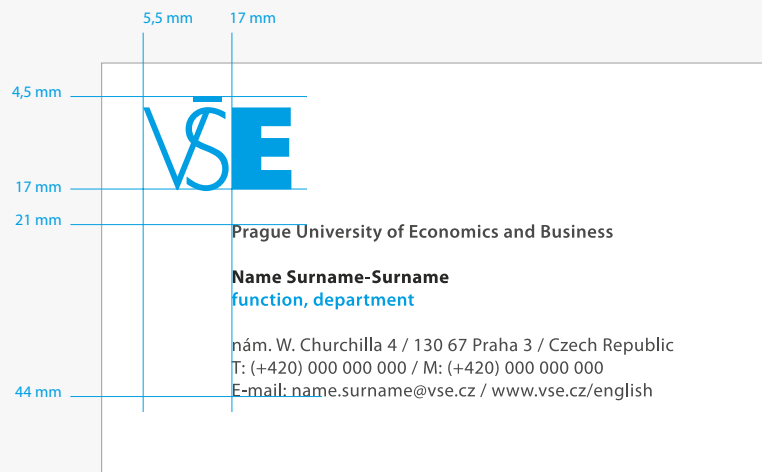 5,5 mm
17 mm
4,5 mm
VŠE
17 mm
21 mm
Prague University of Economics and Business
Name Surname-Surname
function, department
nám. W. Churchilla 4 / 130 67 Praha 3 / Czech Republic
T: (+420) 000 000 000 / M: (+420) 000 000 000
44 mm
E-mail: name.surname@vse.cz / www.vse.cz/english